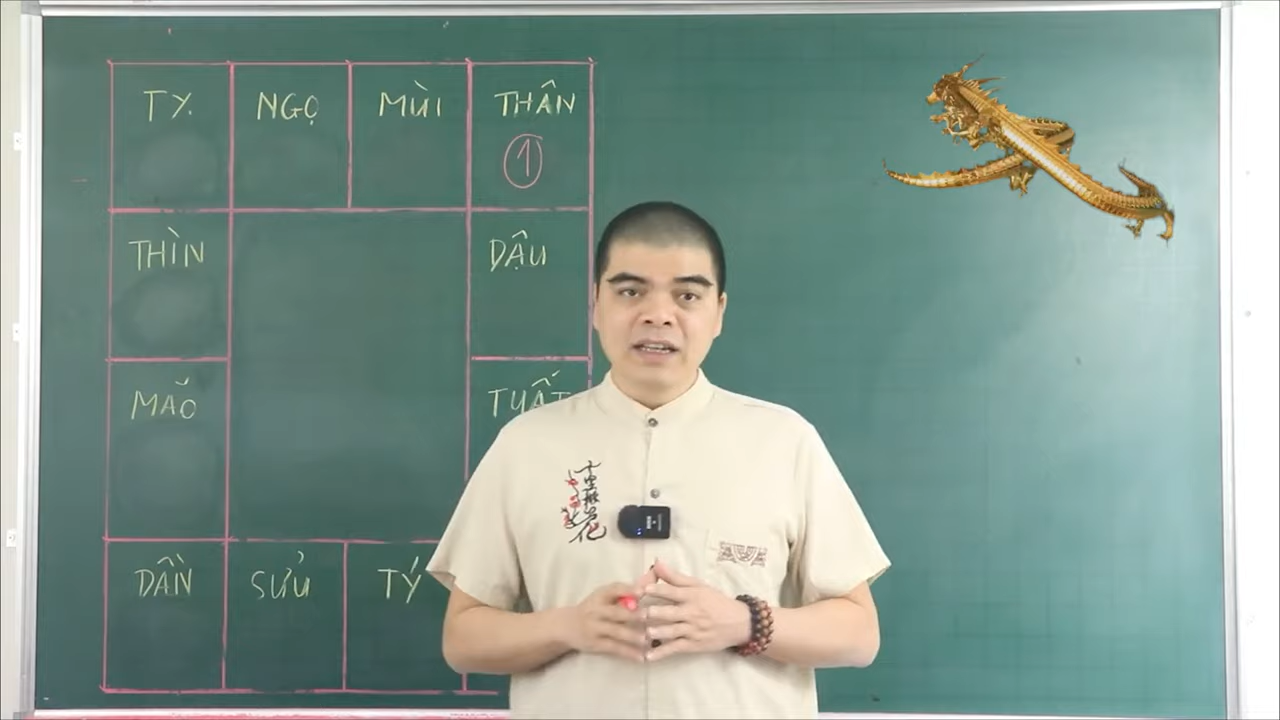 TỴ NGỌ MÙI THÂN
1
THÌN DẬU
MÃO TUẤT
DẦN SỬU TÝ